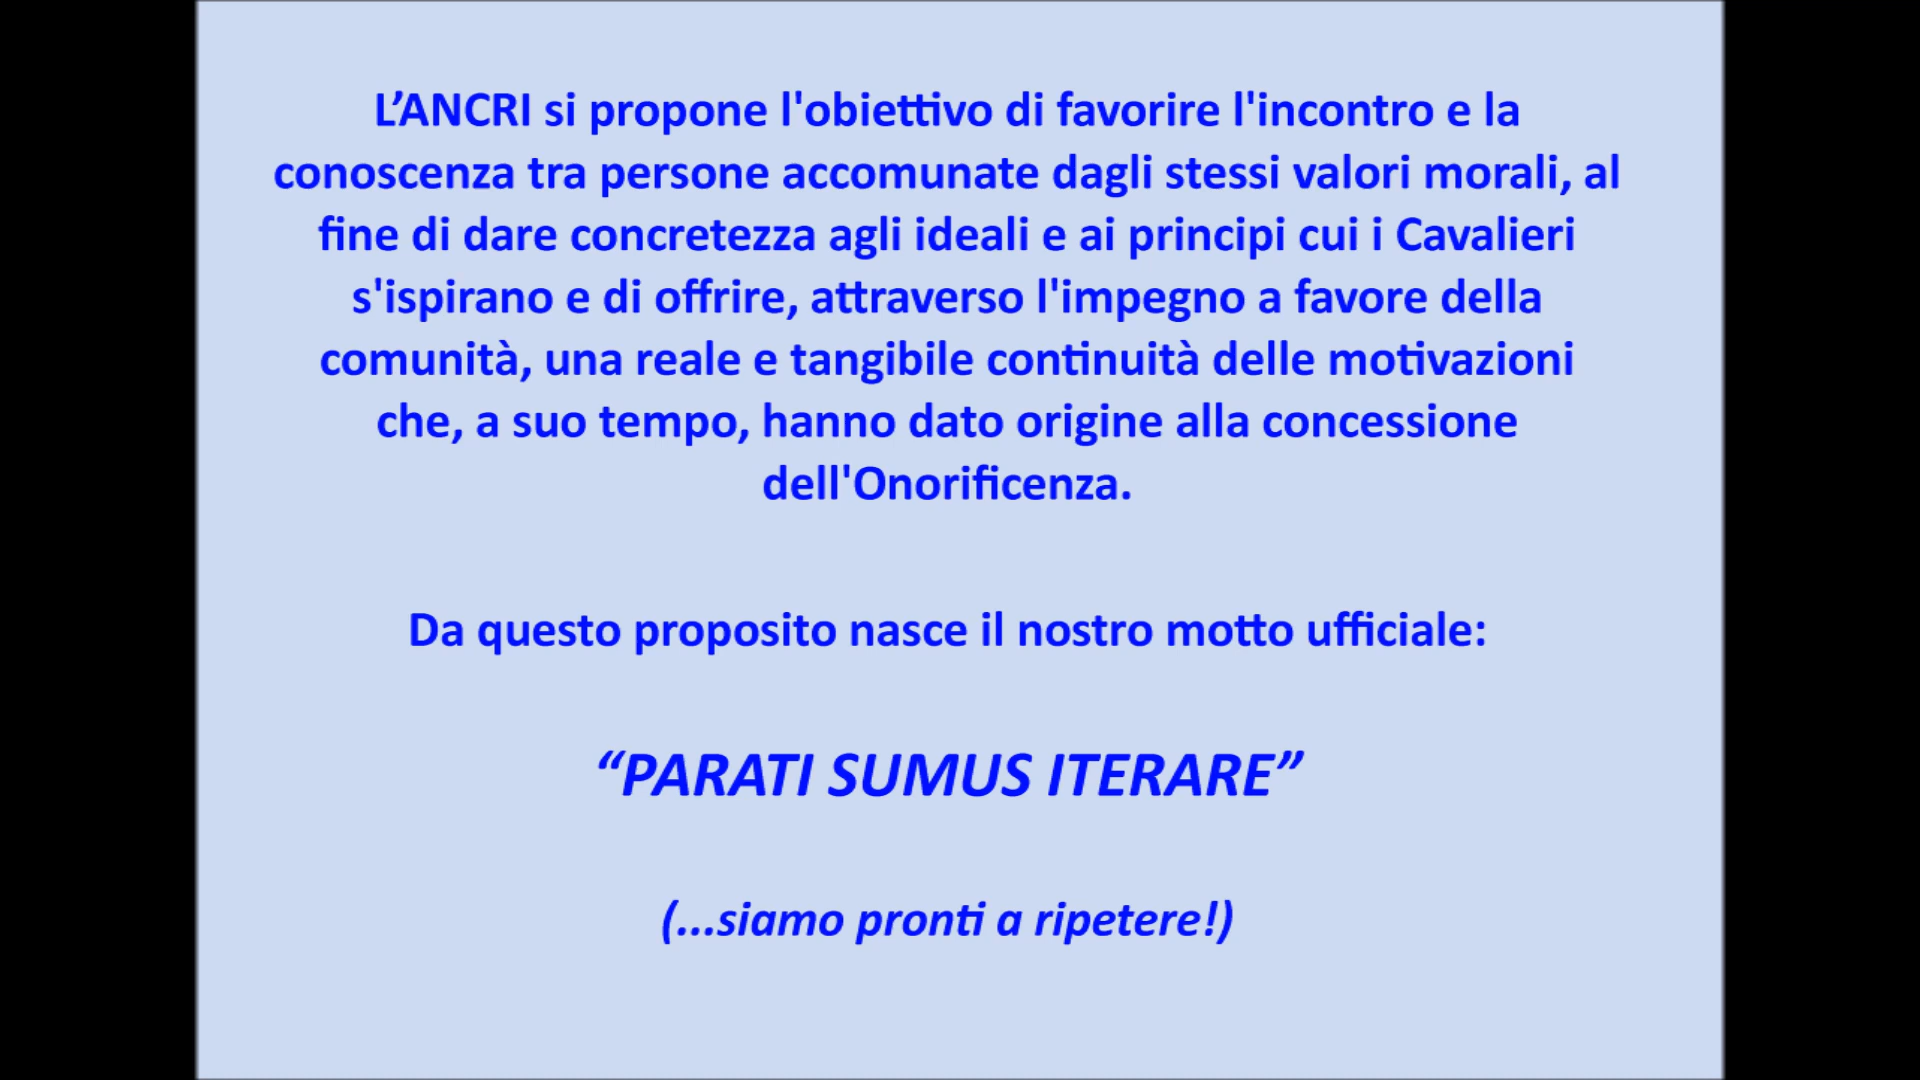 L’ANCRI si propone l'obiettivo di favorire l'incontro e la
conoscenza tra persone accomunate dagli stessi valori morali, al
fine di dare concretezza agli ideali e ai principi cui i Cavalieri
s'ispirano e di offrire, attraverso l'impegno a favore della
comunità, una reale e tangibile continuità delle motivazioni
che, a suo tempo, hanno dato origine alla concessione
dell'Onorificenza.
Da questo proposito nasce il nostro motto ufficiale:
“PARATI SUMUS ITERARE”
(...siamo pronti a ripetere!)